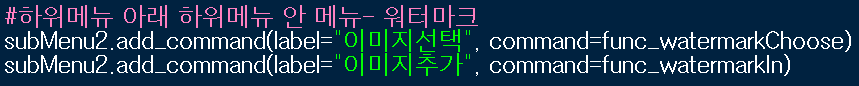 #하위메뉴 아래 하위메뉴 안 메뉴- 워터마크
subMenu2.add_command(label="이미지선택", command=func_watermarkChoose)
subMenu2.add_command(label="이미지추가", command=func_watermarkIn)